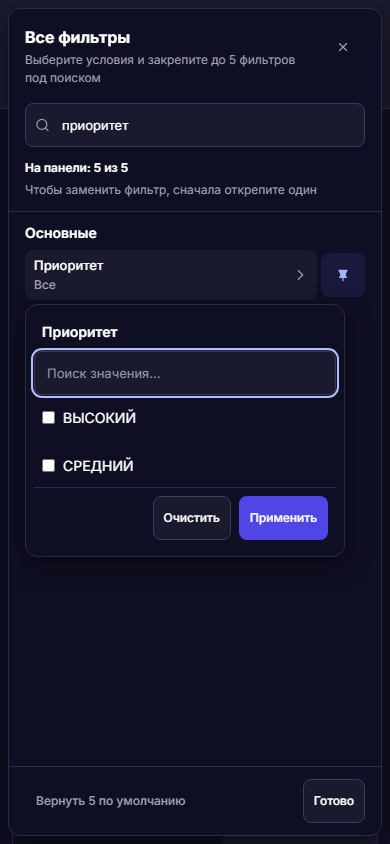 Все фильтры
Выберите условия и закрепите до 5 фильтров
под поиском
приоритет
На панели: 5 из 5
Чтобы заменить фильтр, сначала открепите один
Основные
Приоритет
Все
Приоритет
Поиск значения...
ВЫСОКИЙ
СРЕДНИЙ
Очистить
Применить
Вернуть 5 по умолчанию
Готово